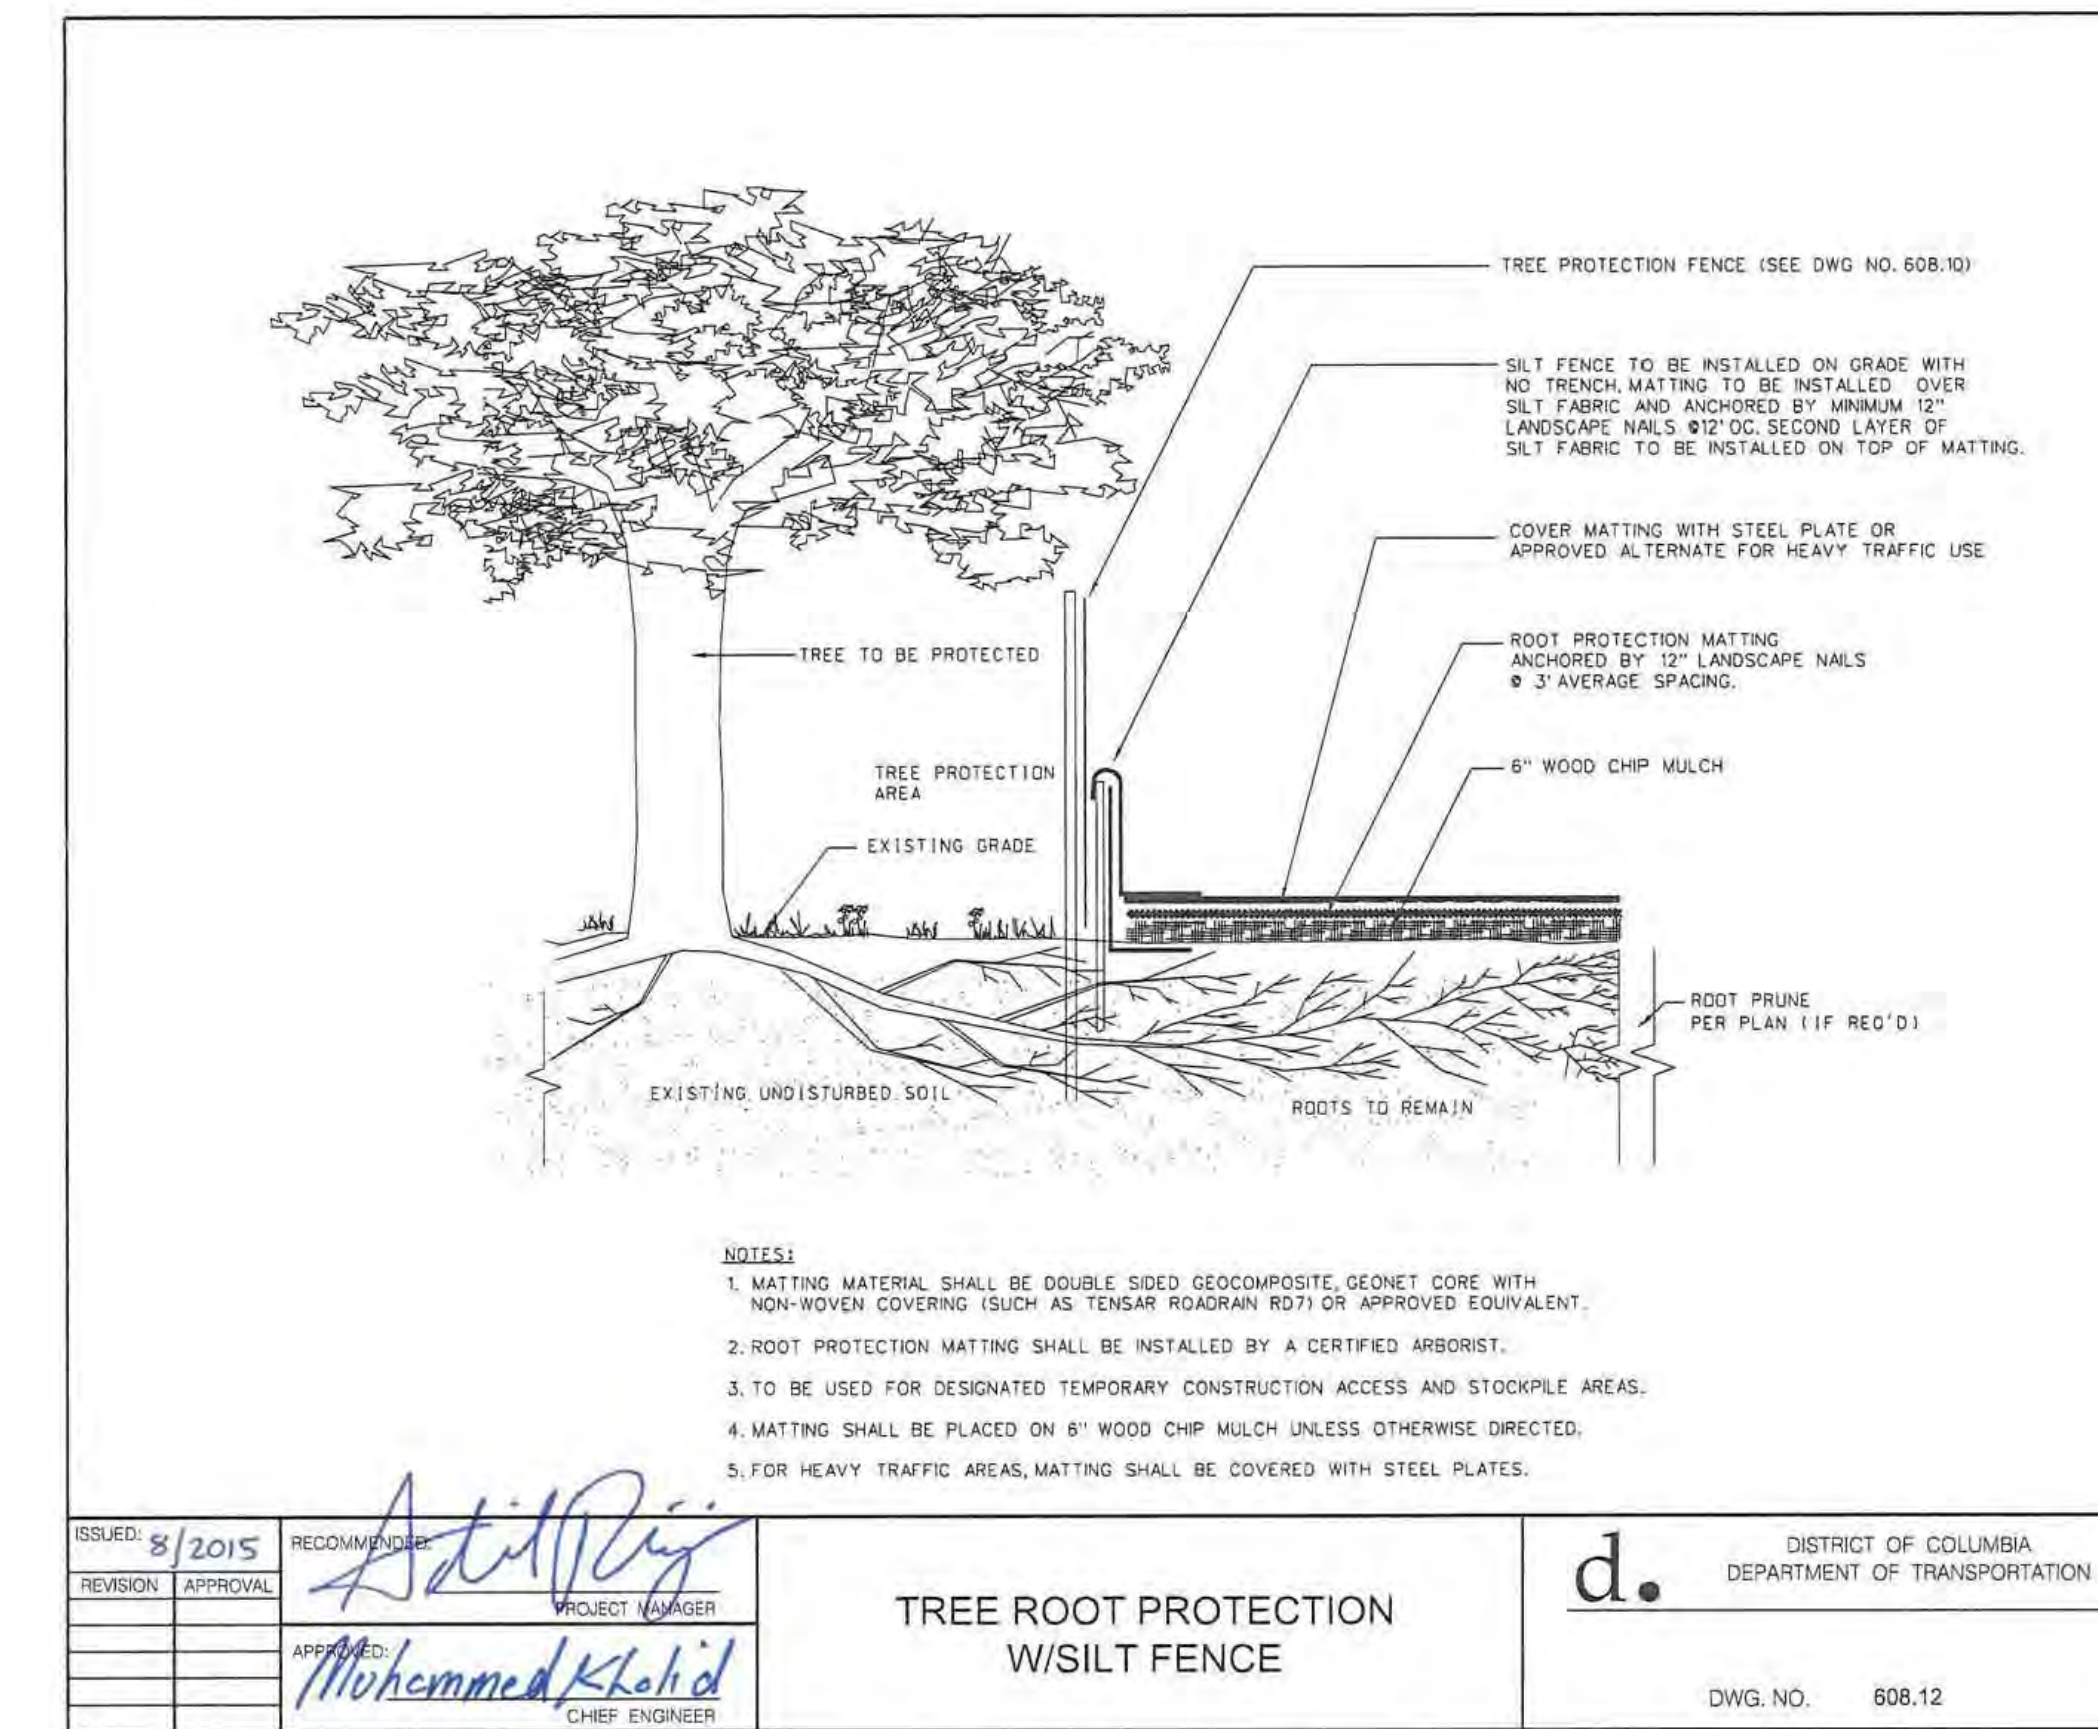 TREE PROTECTION FENCE (SEE DWG NO. 608.10)
SILT FENCE TO BE INSTALLED ON GRADE WITH
NO TRENCH. MATTING TO BE INSTALLED OVER
SILT FABRIC AND ANCHORED BY MINIMUM 12"
LANDSCAPE NAILS @12' OC. SECOND LAYER OF
SILT FABRIC TO BE INSTALLED ON TOP OF MATTING.
COVER MATTING WITH STEEL PLATE OR
APPROVED ALTERNATE FOR HEAVY TRAFFIC USE
TREE TO BE PROTECTED
ROOT PROTECTION MATTING
ANCHORED BY 12" LANDSCAPE NAILS
@ 3' AVERAGE SPACING.
TREE PROTECTION
AREA
6" WOOD CHIP MULCH
EXISTING GRADE
ROOT PRUNE
PER PLAN (IF REQ'D)
EXISTING UNDISTURBED SOIL
ROOTS TO REMAIN
NOTES:
1. MATTING MATERIAL SHALL BE DOUBLE SIDED GEOCOMPOSITE, GEONET CORE WITH
NON-WOVEN COVERING (SUCH AS TENSAR ROADRAIN RD7) OR APPROVED EQUIVALENT.
2. ROOT PROTECTION MATTING SHALL BE INSTALLED BY A CERTIFIED ARBORIST.
3. TO BE USED FOR DESIGNATED TEMPORARY CONSTRUCTION ACCESS AND STOCKPILE AREAS.
4. MATTING SHALL BE PLACED ON 6" WOOD CHIP MULCH UNLESS OTHERWISE DIRECTED.
5. FOR HEAVY TRAFFIC AREAS, MATTING SHALL BE COVERED WITH STEEL PLATES.
ISSUED: 8/2015
REVISION APPROVAL
RECOMMENDED:
PROJECT MANAGER
APPROVED:
Muhammed Khalid
CHIEF ENGINEER
TREE ROOT PROTECTION
W/SILT FENCE
d.
DISTRICT OF COLUMBIA
DEPARTMENT OF TRANSPORTATION
DWG. NO. 608.12